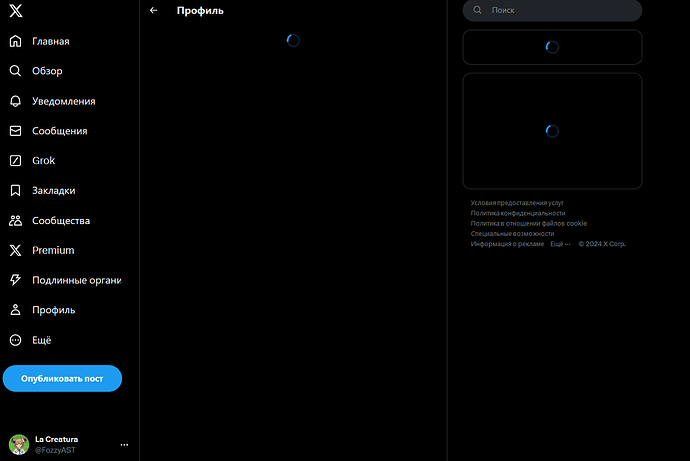 Главная
Обзор
Уведомления
Сообщения
Grok
Закладки
Сообщества
Premium
Подлинные органи
Профиль
Ещё
Опубликовать пост
La Creatura
@FozzyAST
Профиль
Поиск
Условия предоставления услуг
Политика конфиденциальности
Политика в отношении файлов cookie
Специальные возможности
Информация о рекламе Ещё ··· © 2024 X Corp.